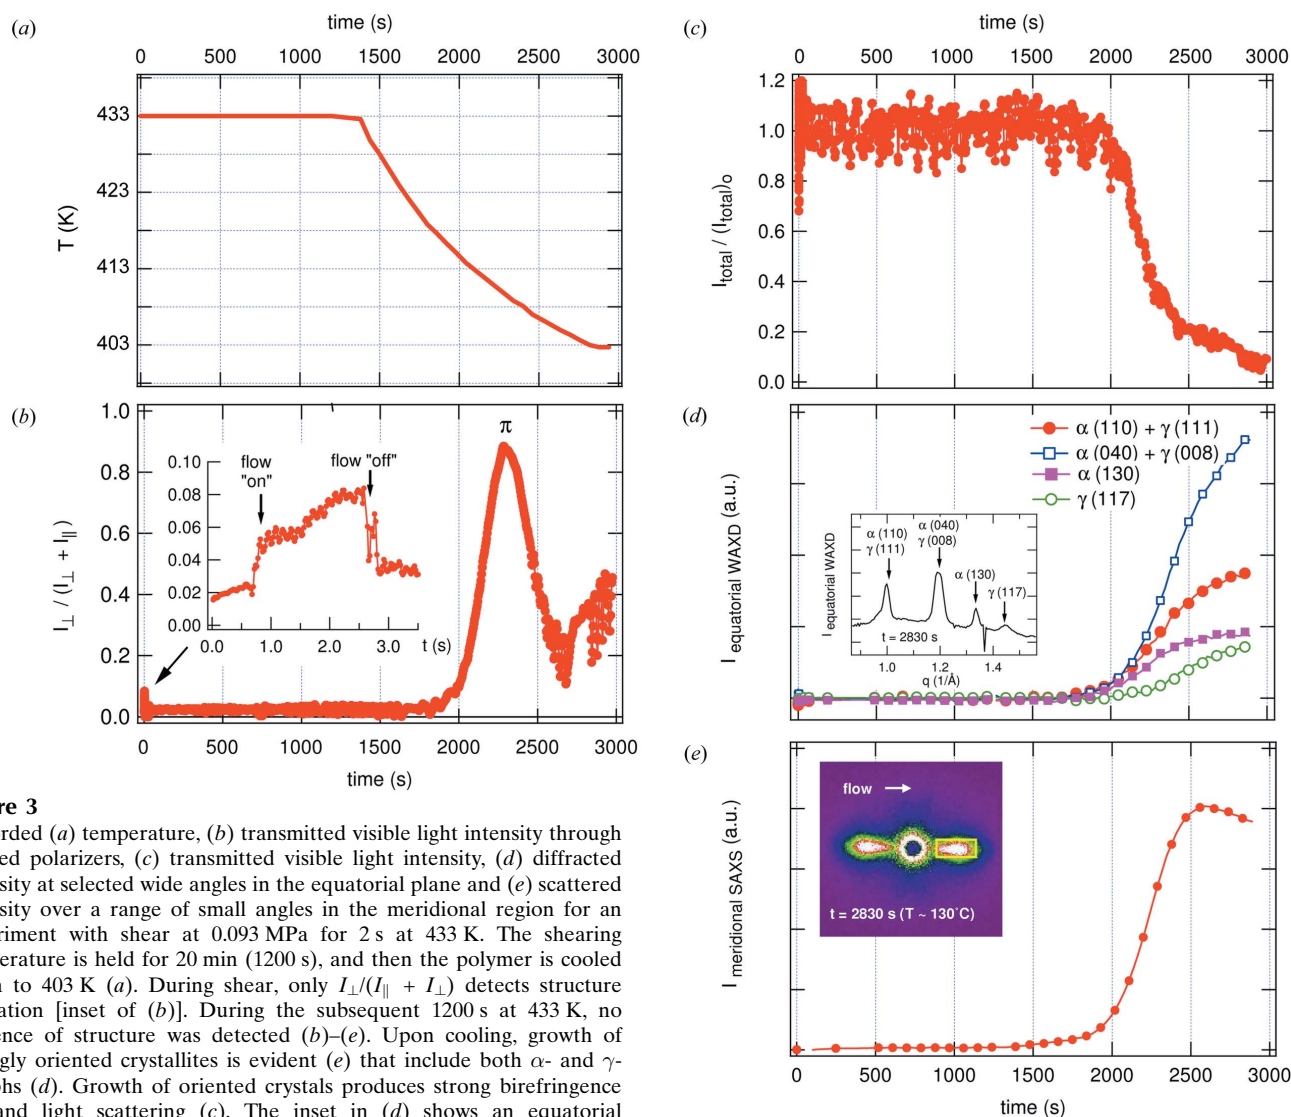 (a)
time (s)
0 500 1000 1500 2000 2500 3000
433
423
413
403
T (K)
(b)
1.0
0.8
0.6
0.4
0.2
0.0
I⊥ / (I⊥ + I∥)
π
flow "on"
flow "off"
0.10
0.08
0.06
0.04
0.02
0.00
0.0 1.0 2.0 3.0 t (s)
0 500 1000 1500 2000 2500 3000
time (s)
re 3
rded (a) temperature, (b) transmitted visible light intensity through
ed polarizers, (c) transmitted visible light intensity, (d) diffracted
sity at selected wide angles in the equatorial plane and (e) scattered
sity over a range of small angles in the meridional region for an
riment with shear at 0.093 MPa for 2 s at 433 K. The shearing
perature is held for 20 min (1200 s), and then the polymer is cooled
n to 403 K (a). During shear, only I⊥/(I∥ + I⊥) detects structure
ation [inset of (b)]. During the subsequent 1200 s at 433 K, no
ence of structure was detected (b)–(e). Upon cooling, growth of
gly oriented crystallites is evident (e) that include both α- and γ-
phs (d). Growth of oriented crystals produces strong birefringence
and light scattering (c). The inset in (d) shows an equatorial
(c)
time (s)
0 500 1000 1500 2000 2500 3000
1.2
1.0
0.8
0.6
0.4
0.2
0.0
I total / (I total)o
(d)
I equatorial WAXD (a.u.)
α (110) + γ (111)
α (040) + γ (008)
α (130)
γ (117)
I equatorial WAXD
α (110)
γ (111)
α (040)
γ (008)
α (130)
γ (117)
t = 2830 s
1.0 1.2 1.4
q (1/Å)
(e)
I meridional SAXS (a.u.)
flow
t = 2830 s (T ~ 130°C)
0 500 1000 1500 2000 2500 3000
time (s)